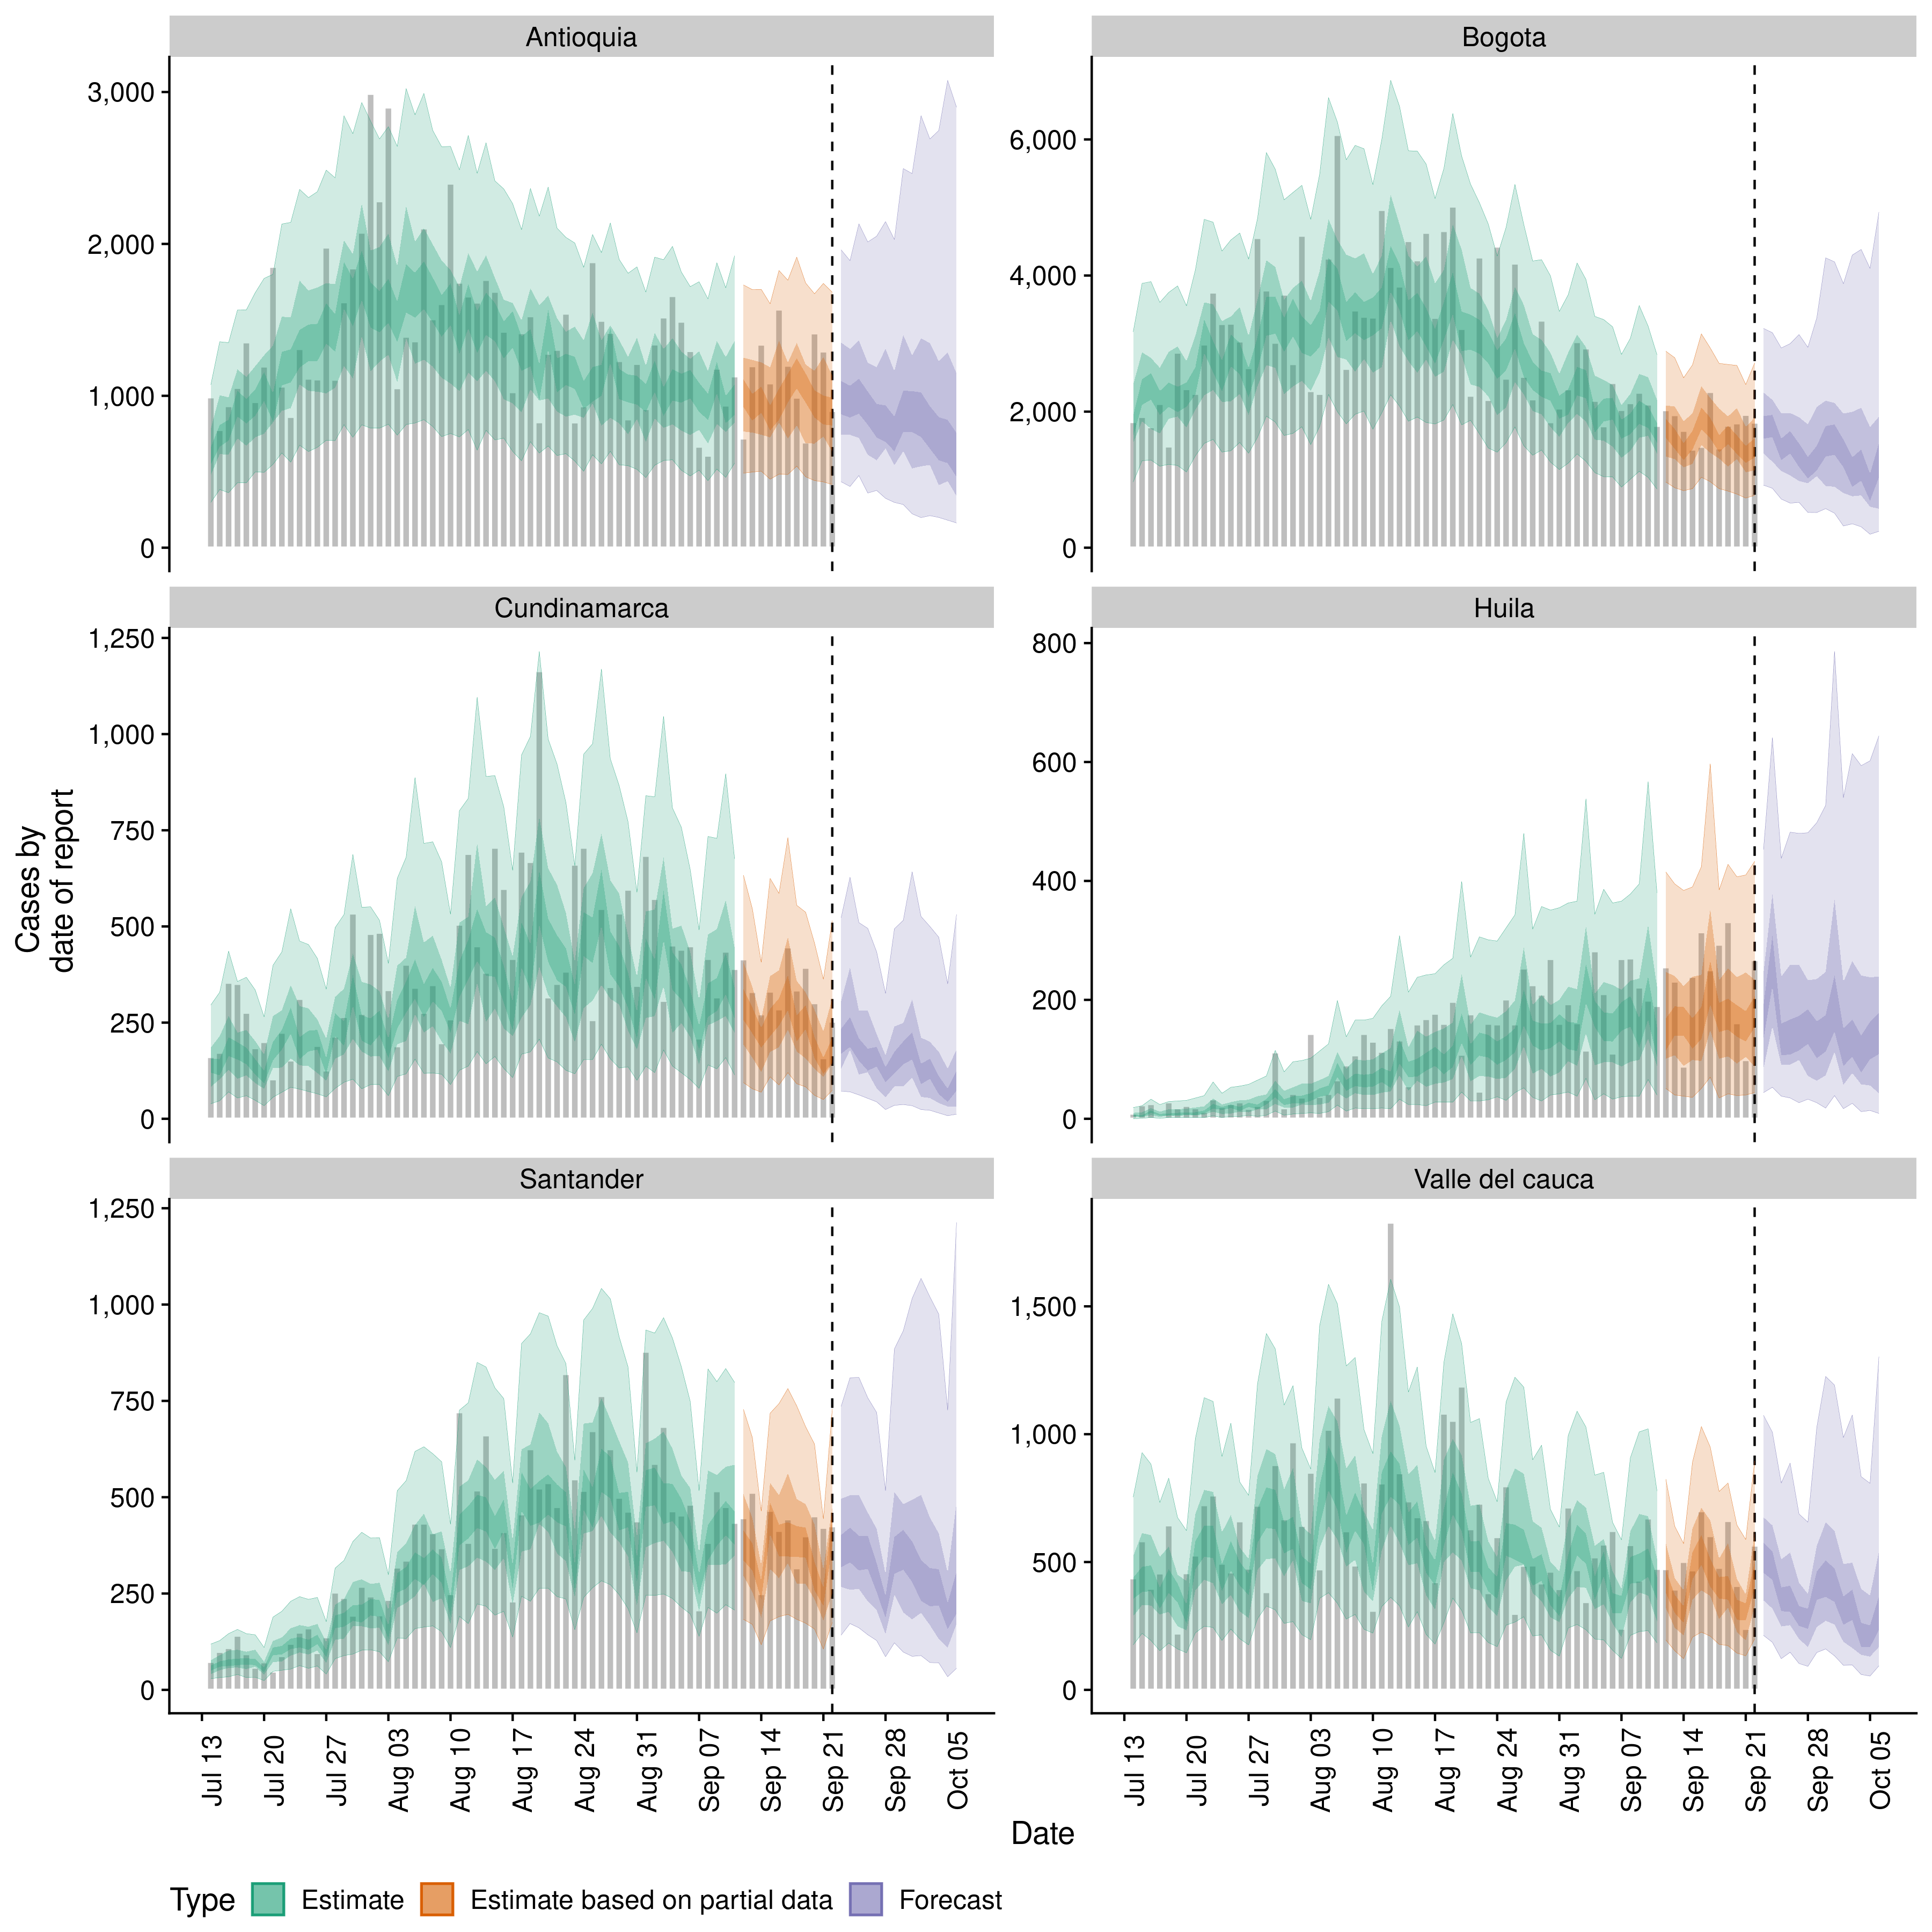 Antioquia
Bogota
3,000
2,000
1,000
0
6,000
4,000
2,000
0
Cundinamarca
Huila
1,250
1,000
750
500
250
0
800
600
400
200
0
Santander
Valle del cauca
1,250
1,000
750
500
250
0
1,500
1,000
500
0
Cases by
date of report
Jul 13
Jul 20
Jul 27
Aug 03
Aug 10
Aug 17
Aug 24
Aug 31
Sep 07
Sep 14
Sep 21
Sep 28
Oct 05
Jul 13
Jul 20
Jul 27
Aug 03
Aug 10
Aug 17
Aug 24
Aug 31
Sep 07
Sep 14
Sep 21
Sep 28
Oct 05
Date
Type Estimate Estimate based on partial data Forecast